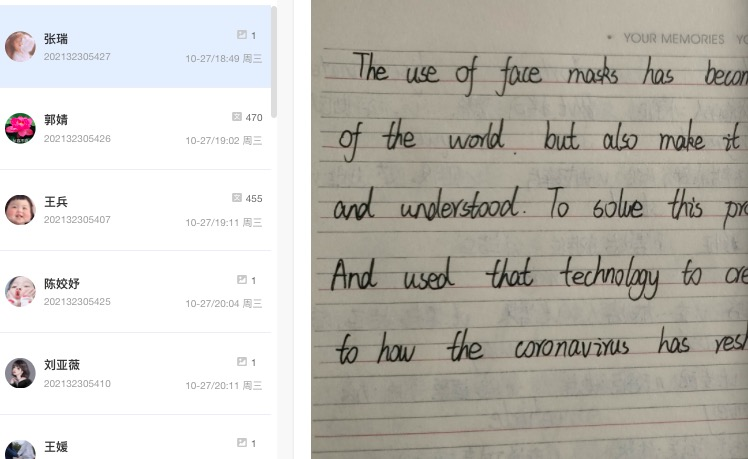 张瑞
1
202132305427
10-27/18:49 周三
郭婧
470
202132305426
10-27/19:02 周三
王兵
455
202132305407
10-27/19:11 周三
陈姣妤
1
202132305425
10-27/20:04 周三
刘亚薇
1
202132305410
10-27/20:11 周三
王媛
1
YOUR MEMORIES
The use of face masks has
of the world. but also make it
and understood. To solve this
And used that technology to
to how the coronavirus has